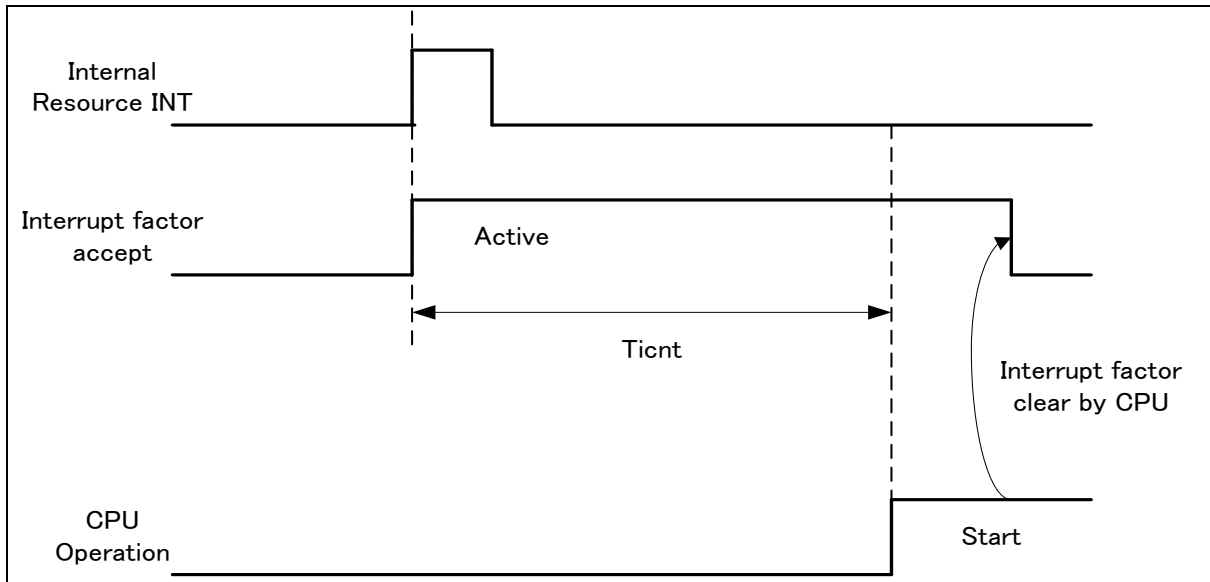 Internal
Resource INT
Interrupt factor
accept
Active
Ticnt
Interrupt factor
clear by CPU
CPU
Operation
Start